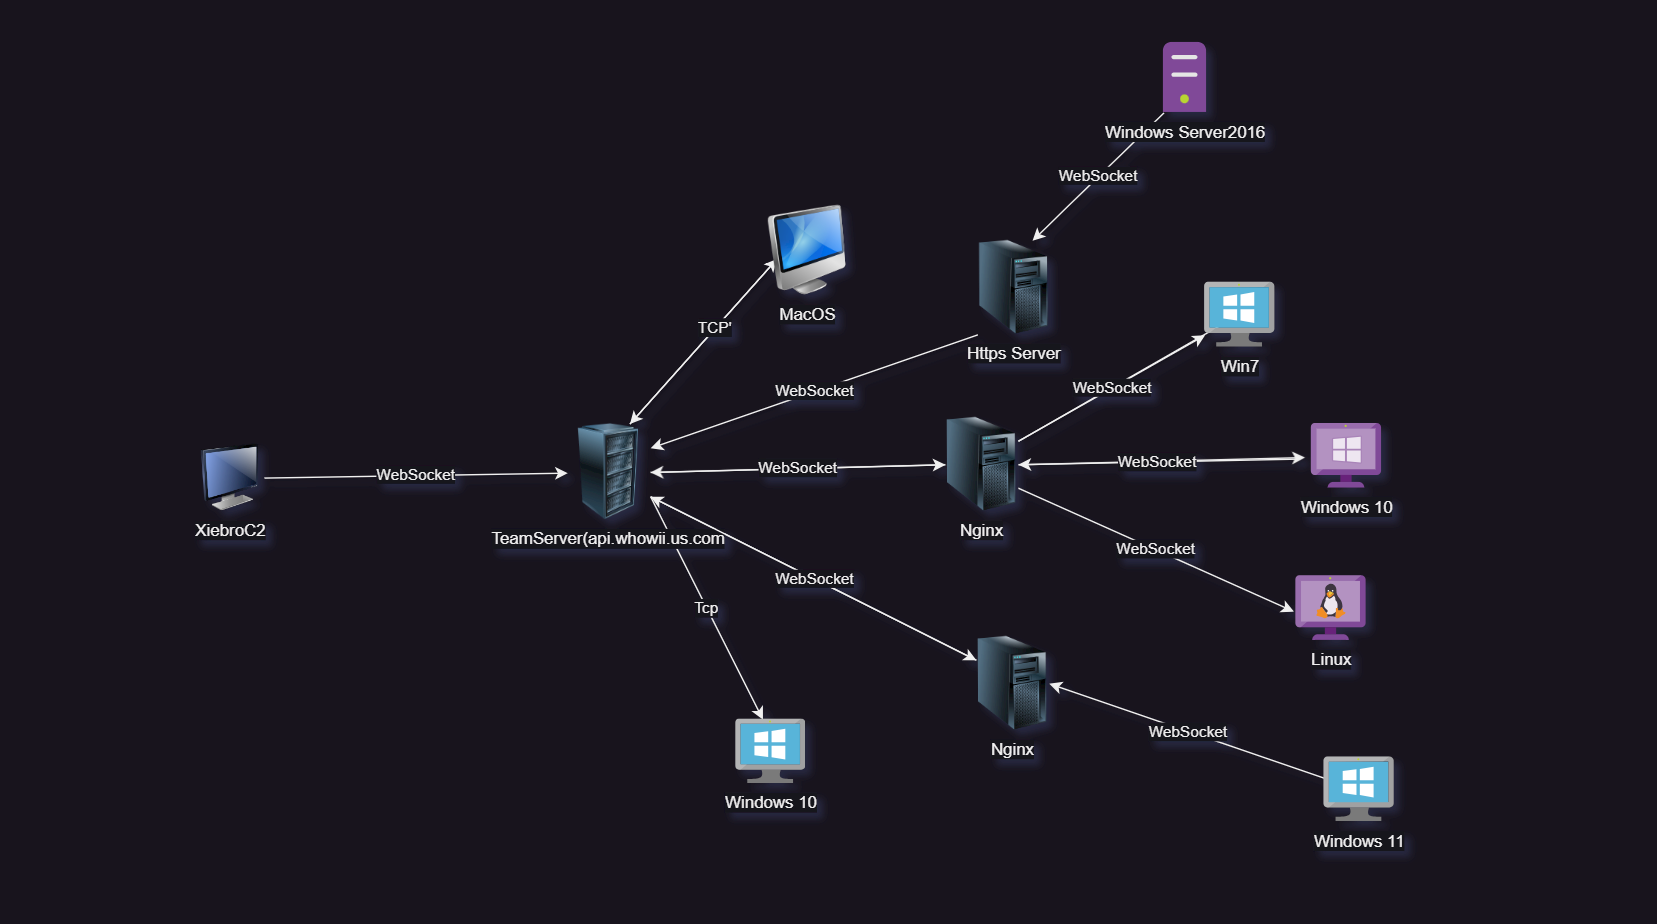 Windows Server2016
WebSocket
MacOS
TCP'
Https Server
Win7
WebSocket
WebSocket
WebSocket
WebSocket
WebSocket
Windows 10
XiebroC2
TeamServer(api.whowii.us.com
Nginx
WebSocket
WebSocket
Tcp
Linux
WebSocket
Nginx
Windows 10
Windows 11